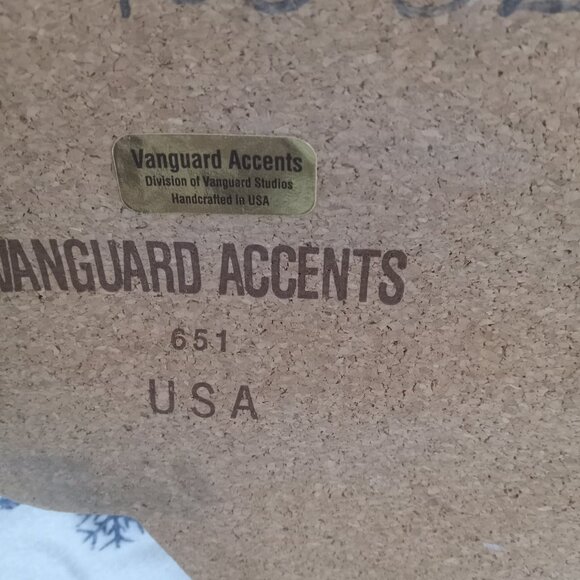 Vanguard Accents
Division of Vanguard Studios
Handcrafted in USA
VANGUARD ACCENTS
651
USA